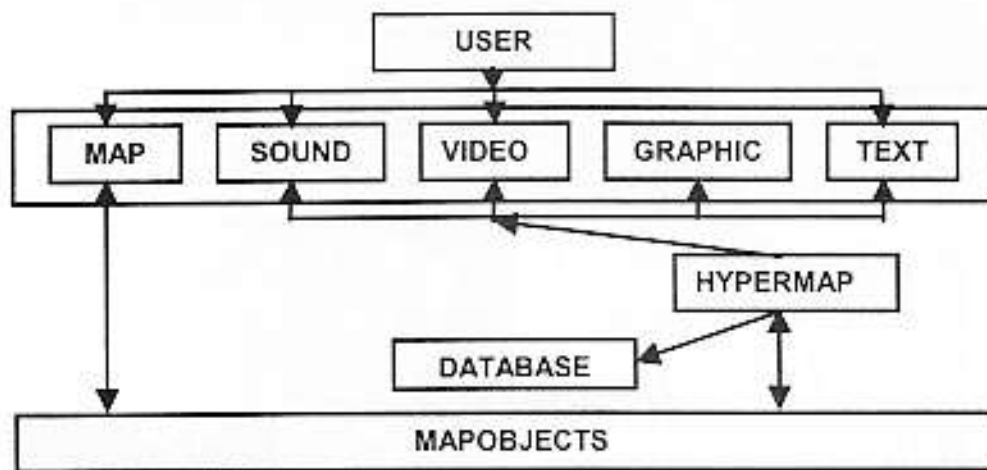 USER
MAP SOUND VIDEO GRAPHIC TEXT
HYPERMAP
DATABASE
MAPOBJECTS